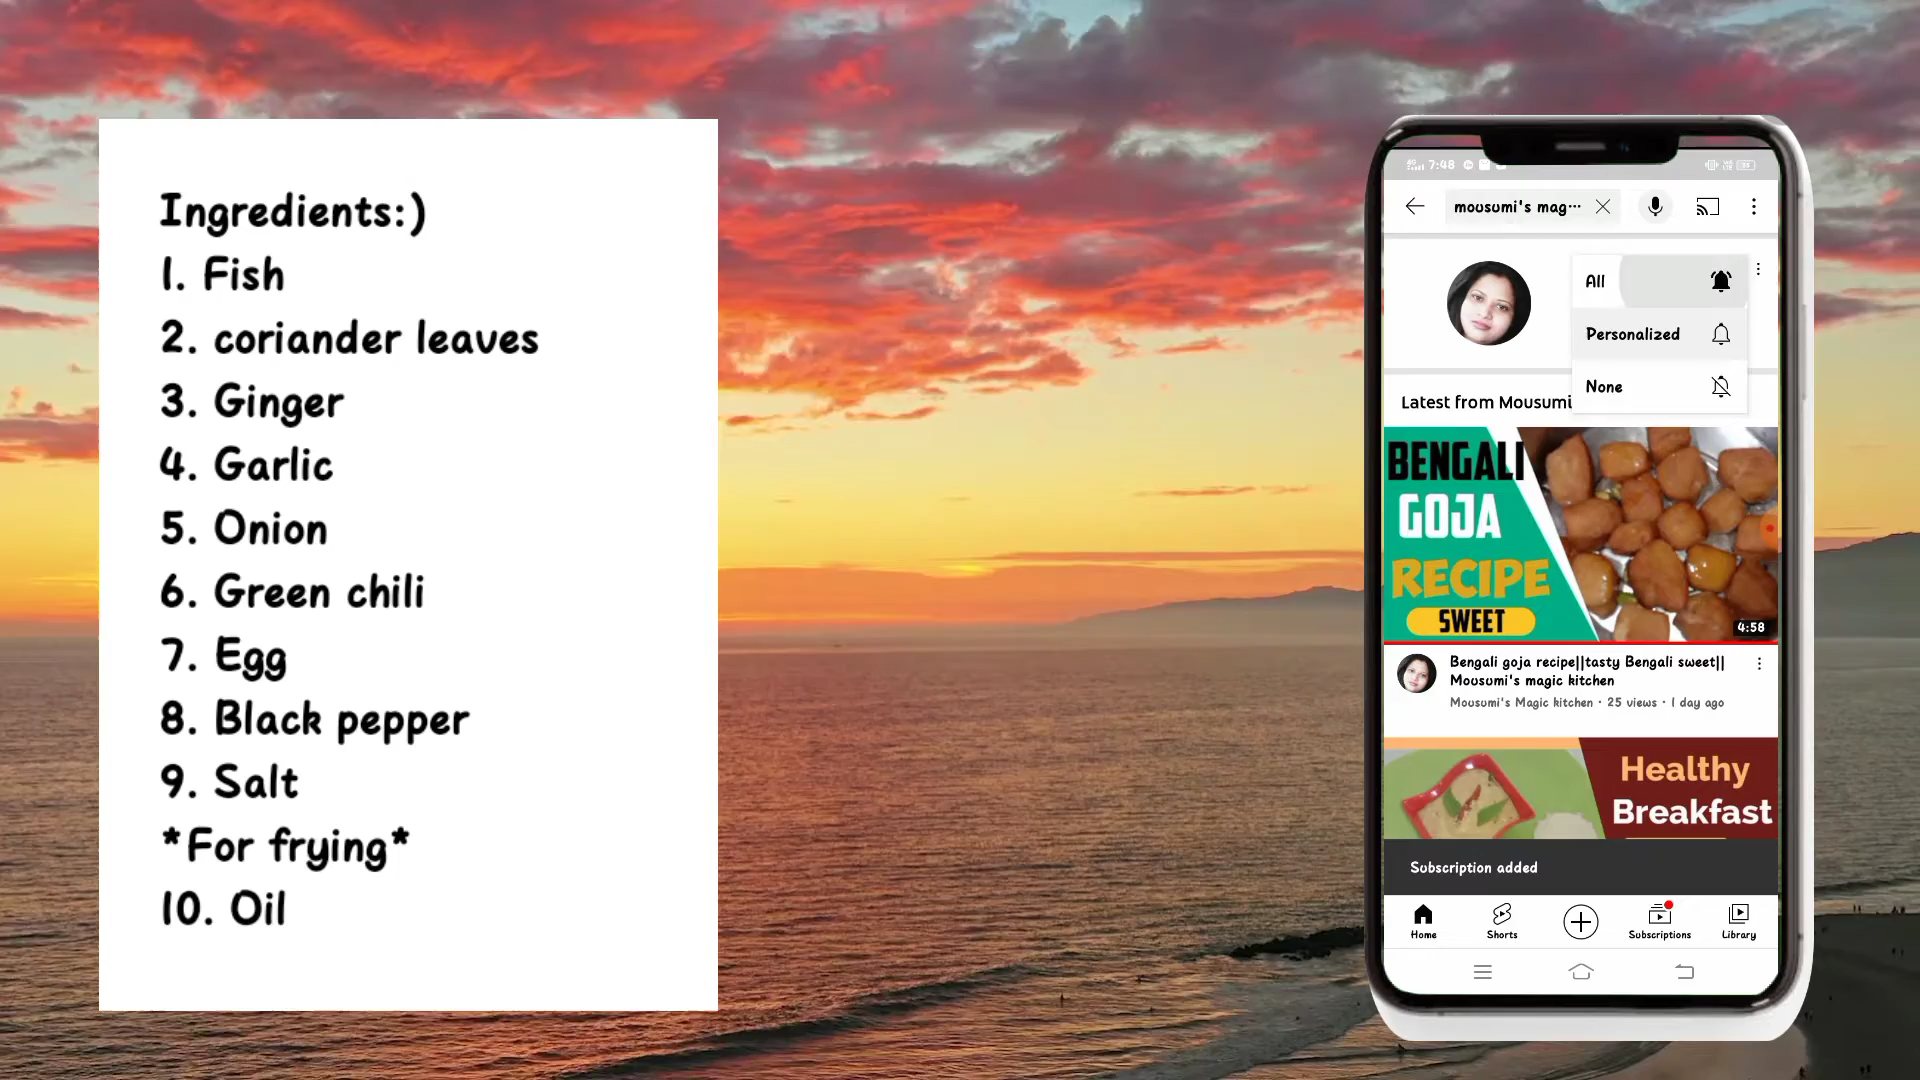 Ingredients:)
1. Fish
2. coriander leaves
3. Ginger
4. Garlic
5. Onion
6. Green chili
7. Egg
8. Black pepper
9. Salt
*For frying*
10. Oil
7:48
mousumi's mag...
All
Personalized
None
Latest from Mousumi
BENGALI
GOJA
RECIPE
SWEET
4:58
Bengali goja recipe||tasty Bengali sweet||
Mousumi's magic kitchen
Mousumi's Magic kitchen · 25 views · 1 day ago
Healthy
Breakfast
Subscription added
Home
Shorts
Subscriptions
Library